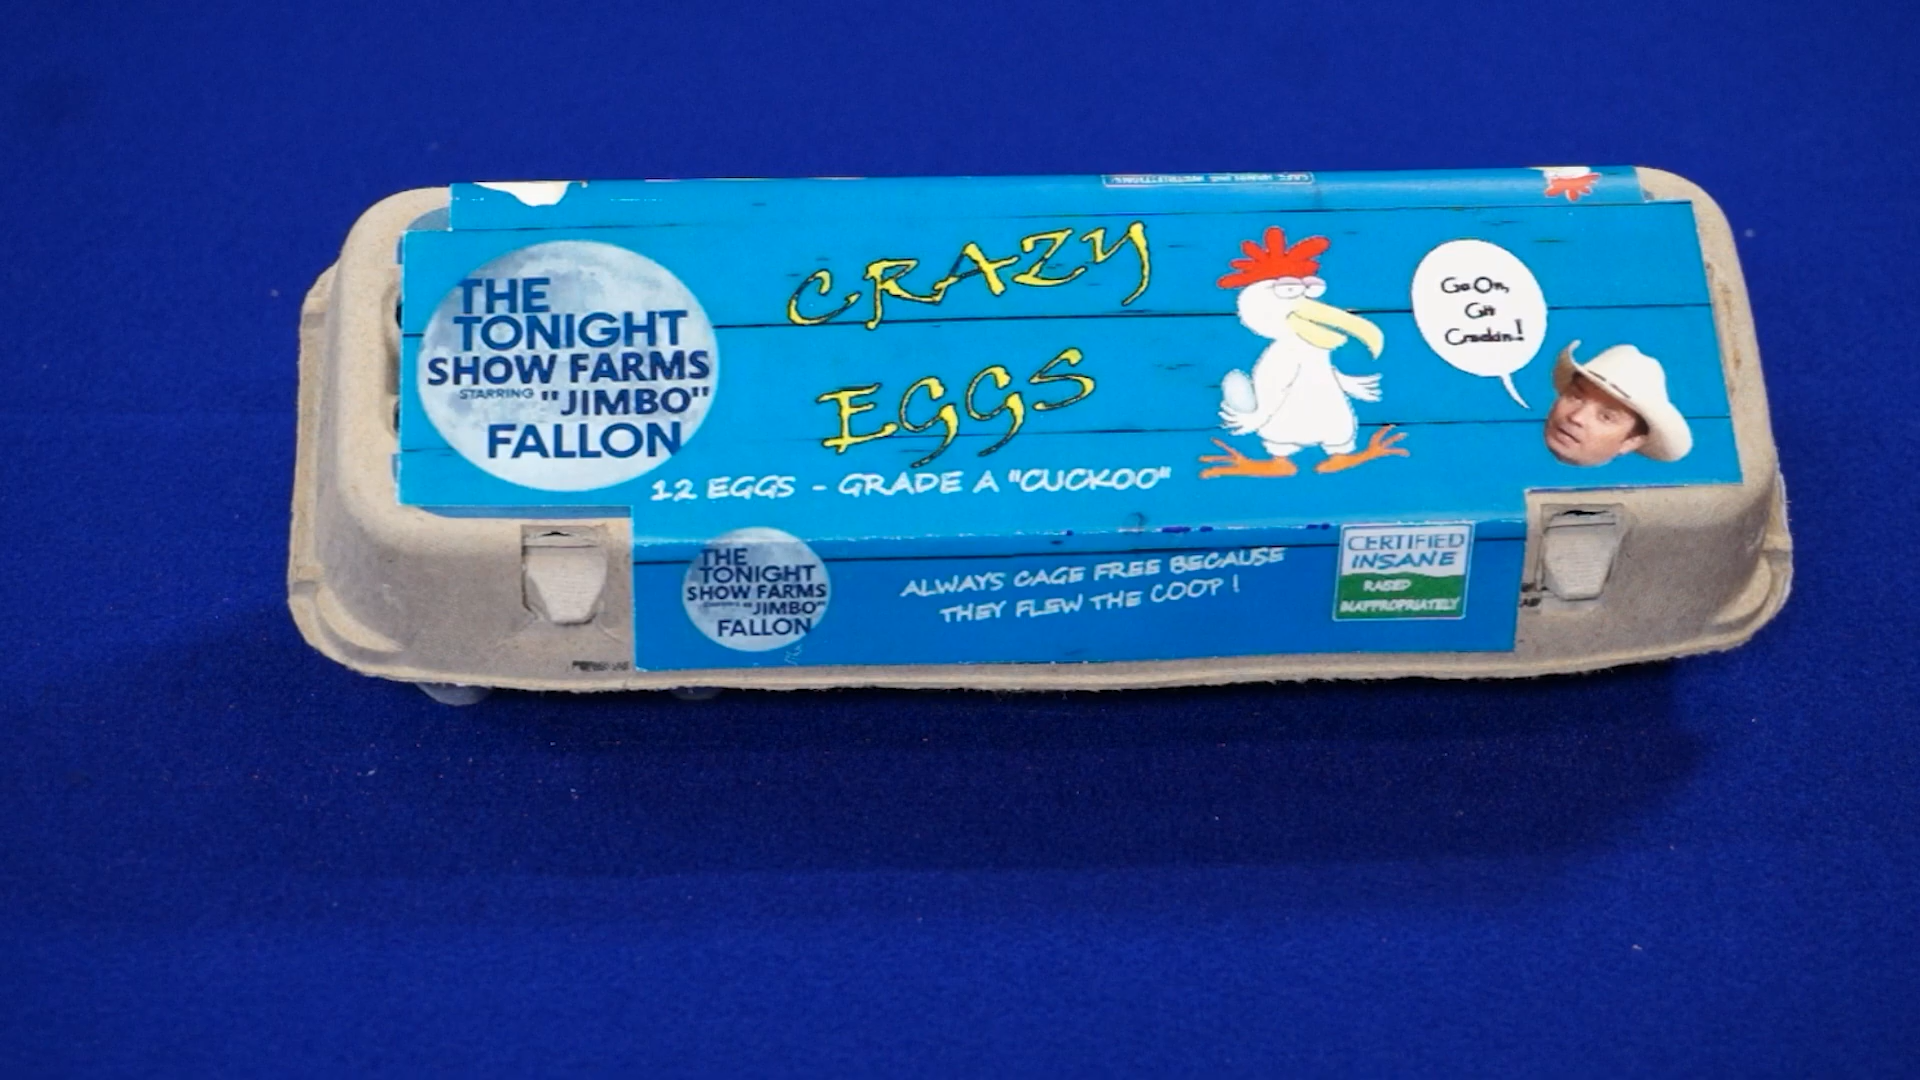 THE
TONIGHT
SHOW FARMS
STARRING "JIMBO"
FALLON
CRAZY
EGGS
12 EGGS - GRADE A "CUCKOO"
Go On,
Git
Crackin!
THE
TONIGHT
SHOW FARMS
STARRING "JIMBO"
FALLON
ALWAYS CAGE FREE BECAUSE
THEY FLEW THE COOP!
CERTIFIED
INSANE
RAISED
INAPPROPRIATELY